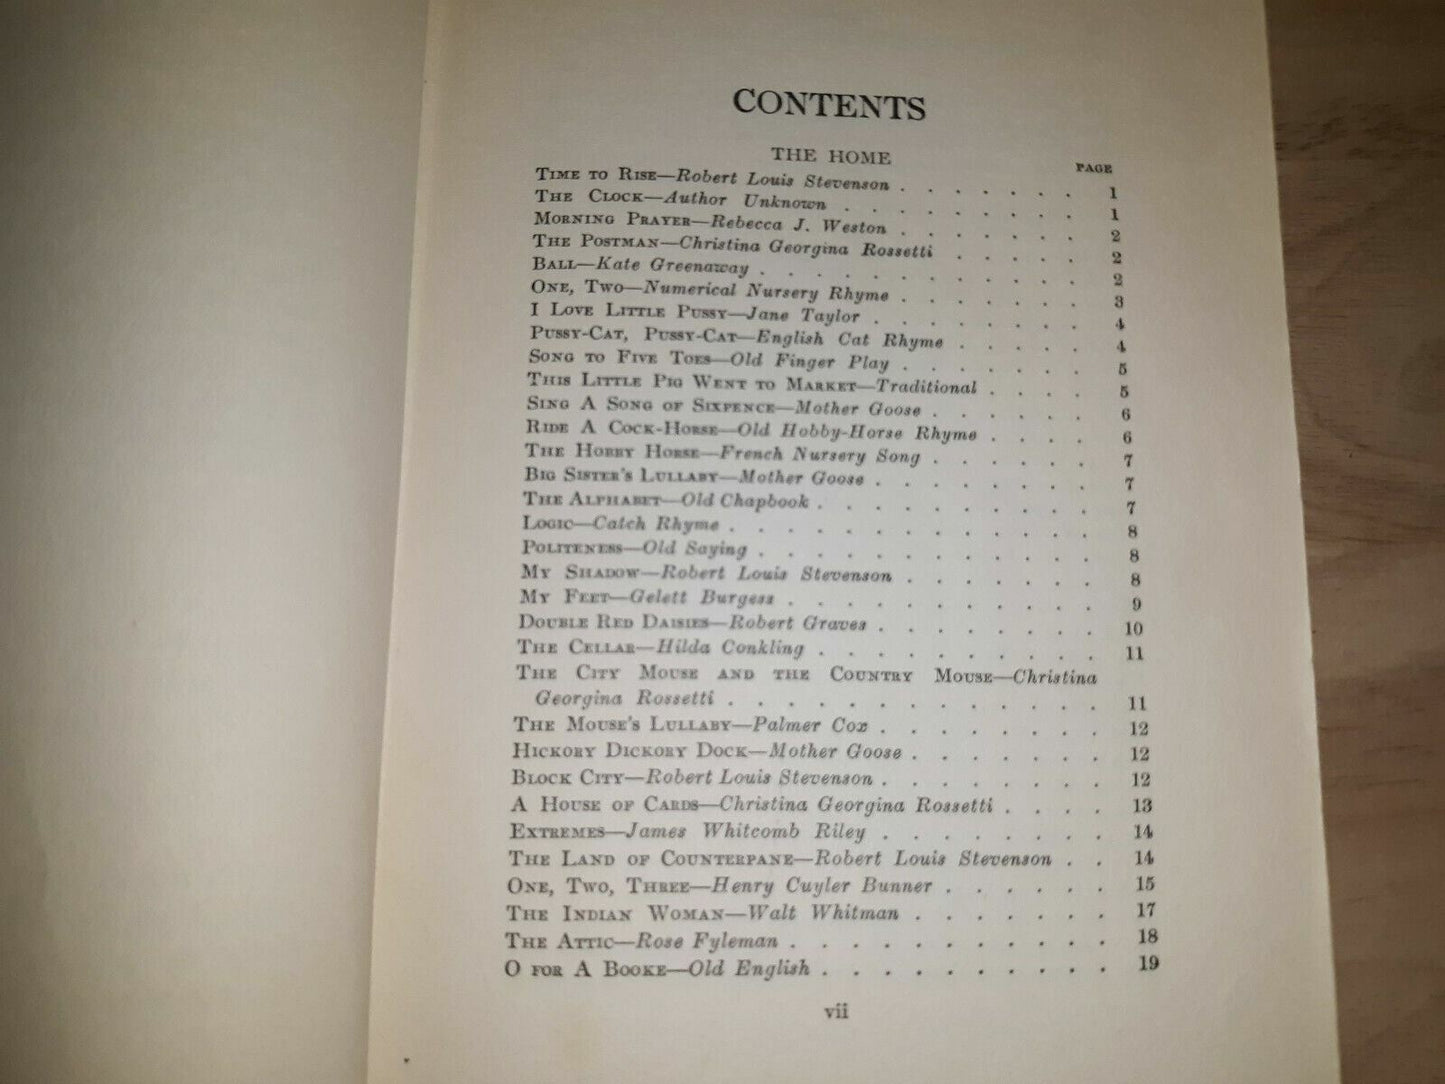 CONTENTS
THE HOME
PAGE
TIME TO RISE—Robert Louis Stevenson . . . . . . . 1
THE CLOCK—Author Unknown . . . . . . . . . 1
MORNING PRAYER—Rebecca J. Weston . . . . . . . 2
THE POSTMAN—Christina Georgina Rossetti . . . . . 2
BALL—Kate Greenaway . . . . . . . . . . . . 2
ONE, TWO—Numerical Nursery Rhyme . . . . . . . 3
I LOVE LITTLE PUSSY—Jane Taylor . . . . . . . . 4
PUSSY-CAT, PUSSY-CAT—English Cat Rhyme . . . . . 4
SONG TO FIVE TOES—Old Finger Play . . . . . . . 5
THIS LITTLE PIG WENT TO MARKET—Traditional . . . . 5
SING A SONG OF SIXPENCE—Mother Goose . . . . . . 6
RIDE A COCK-HORSE—Old Hobby-Horse Rhyme . . . . 6
THE HOBBY HORSE—French Nursery Song . . . . . . 7
BIG SISTER'S LULLABY—Mother Goose . . . . . . . . 7
THE ALPHABET—Old Chapbook . . . . . . . . . . 7
LOGIC—Catch Rhyme . . . . . . . . . . . . . 8
POLITENESS—Old Saying . . . . . . . . . . . . 8
MY SHADOW—Robert Louis Stevenson . . . . . . . 8
MY FEET—Gelett Burgess . . . . . . . . . . . 9
DOUBLE RED DAISIES—Robert Graves . . . . . . . . 10
THE CELLAR—Hilda Conkling . . . . . . . . . . 11
THE CITY MOUSE AND THE COUNTRY MOUSE—Christina
Georgina Rossetti . . . . . . . . . . . . . 11
THE MOUSE'S LULLABY—Palmer Cox . . . . . . . . 12
HICKORY DICKORY DOCK—Mother Goose . . . . . . . 12
BLOCK CITY—Robert Louis Stevenson . . . . . . . . 12
A HOUSE OF CARDS—Christina Georgina Rossetti . . . . 13
EXTREMES—James Whitcomb Riley . . . . . . . . 14
THE LAND OF COUNTERPANE—Robert Louis Stevenson . . 14
ONE, TWO, THREE—Henry Cuyler Bunner . . . . . . 15
THE INDIAN WOMAN—Walt Whitman . . . . . . . 17
THE ATTIC—Rose Fyleman . . . . . . . . . . . 18
O FOR A BOOKE—Old English . . . . . . . . . . 19
vii